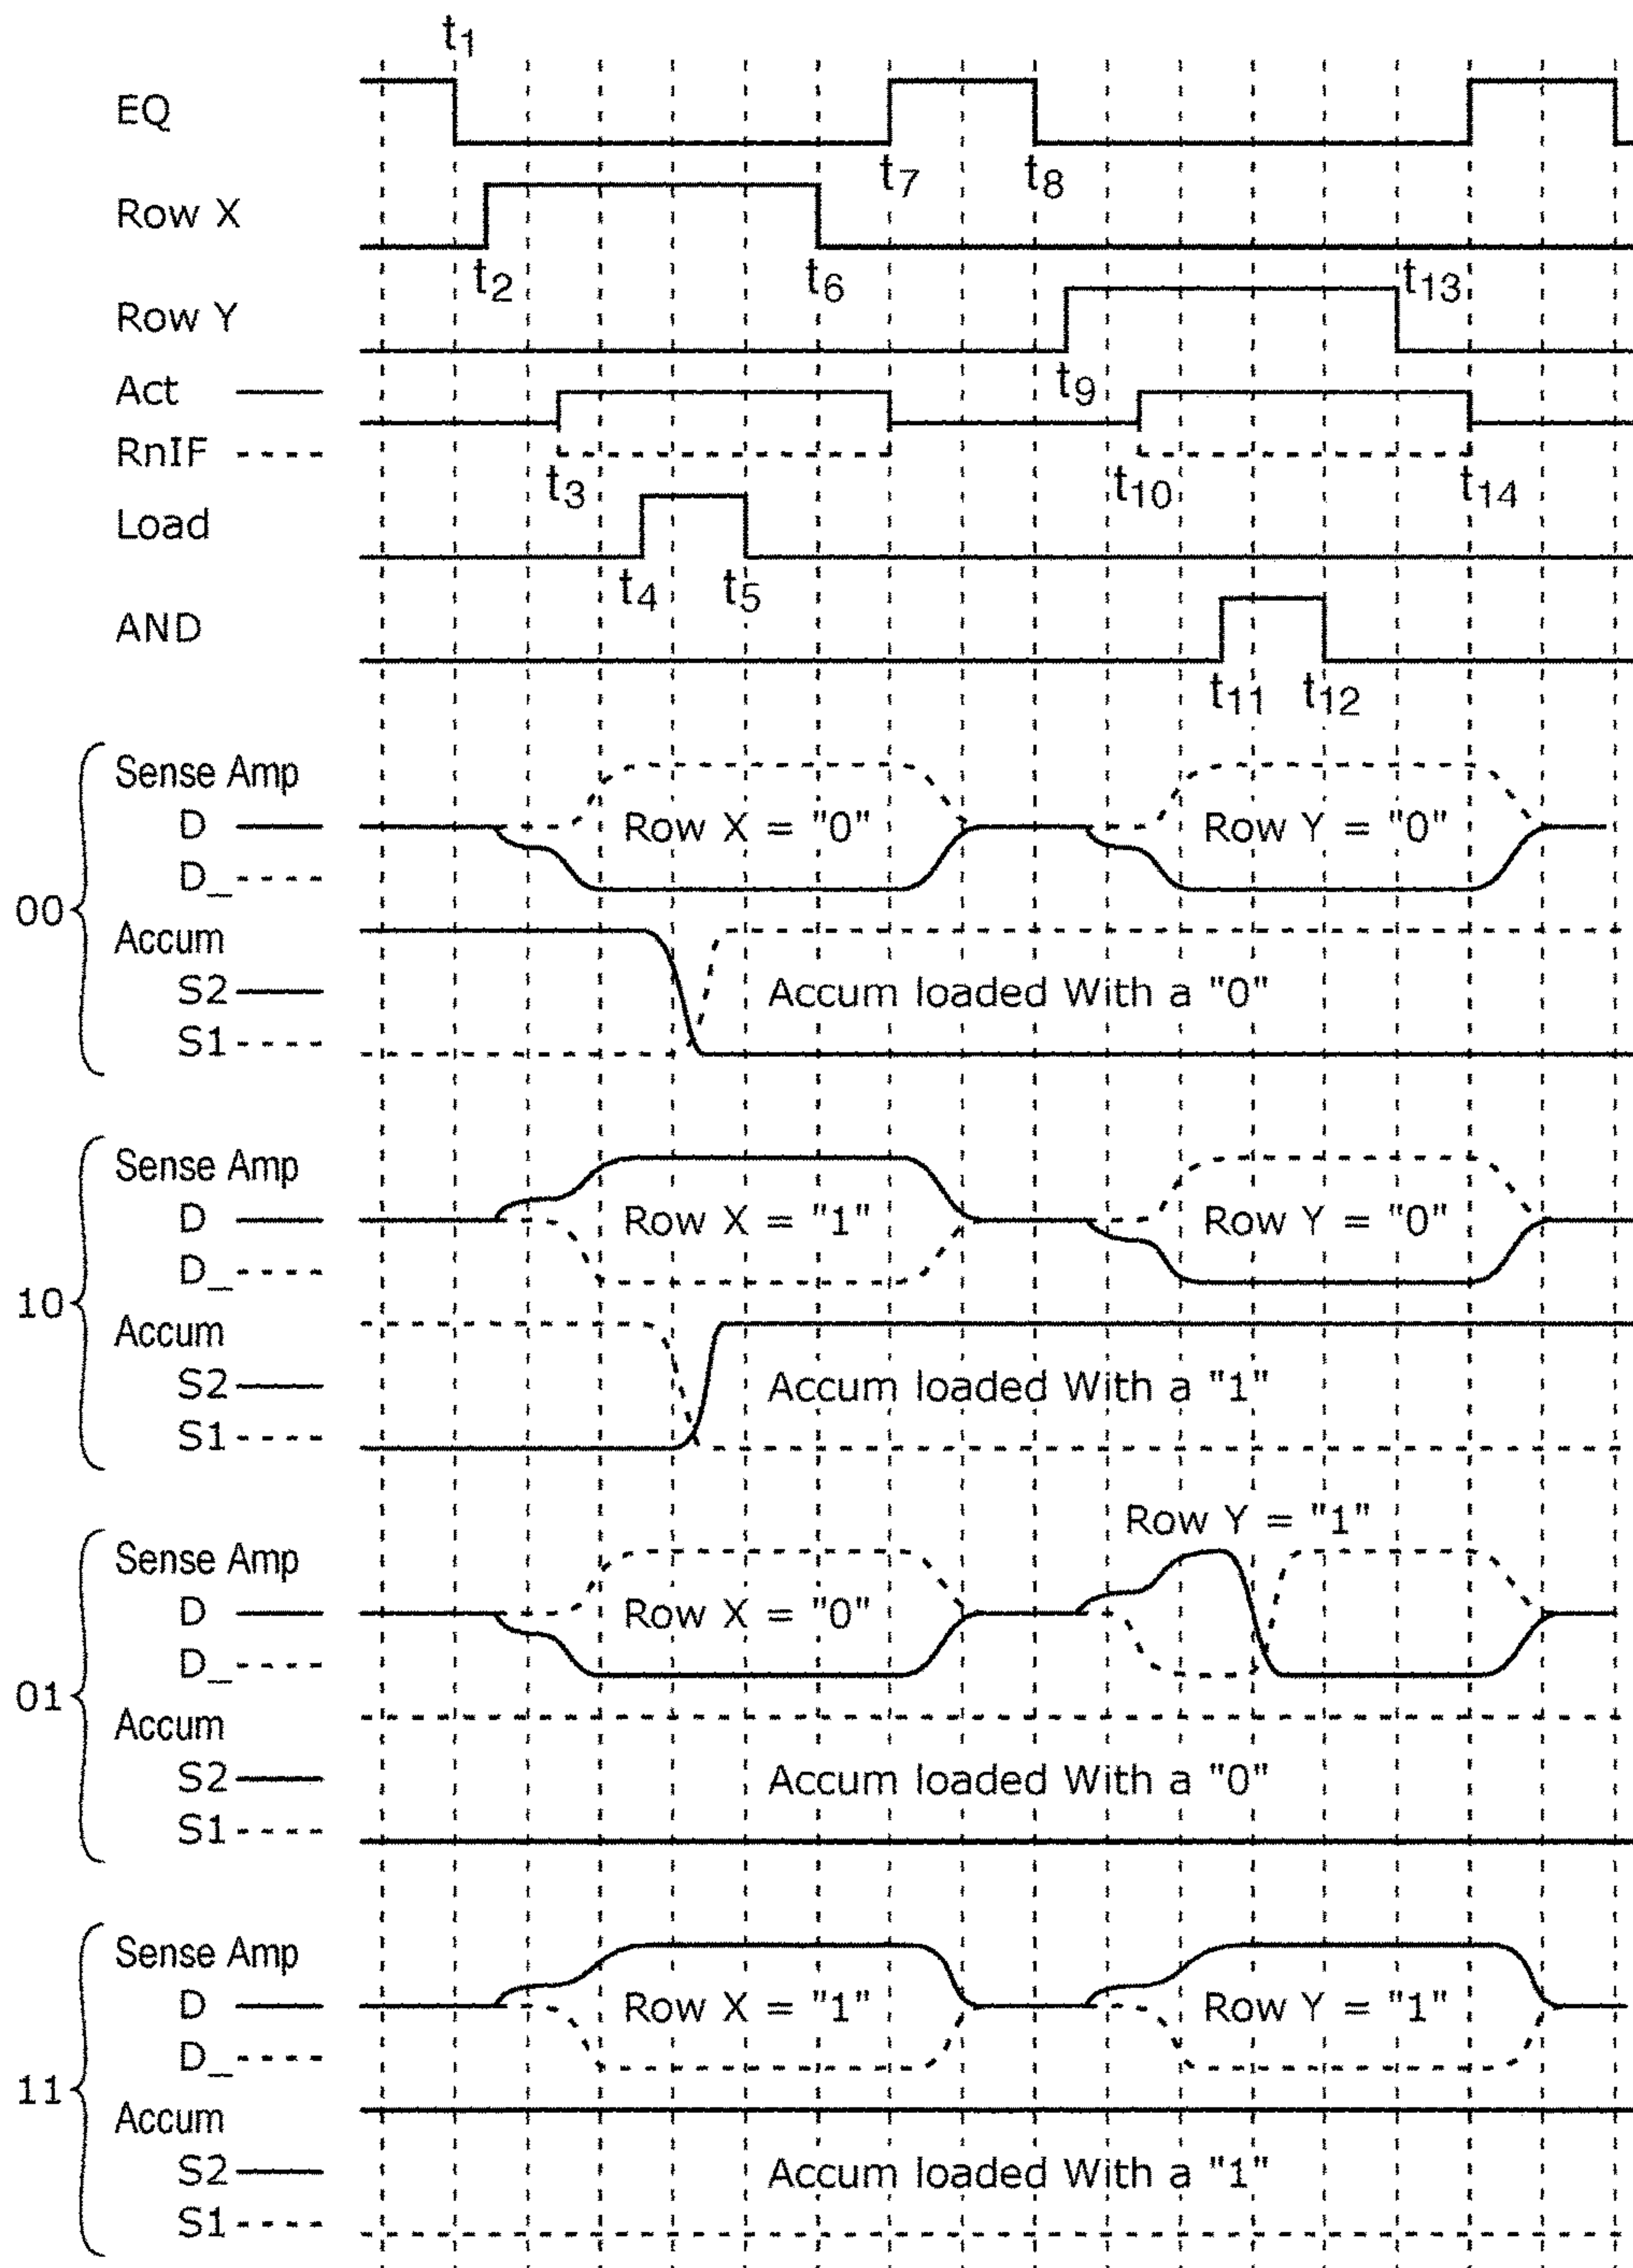 t1
EQ
t7 t8
Row X
t2 t6 t13
Row Y
Act
t9
RnIF
t3 t10 t14
Load
t4 t5
AND
t11 t12
Sense Amp
D
Row X = "0" Row Y = "0"
D_
00
Accum
S2
Accum loaded With a "0"
S1
Sense Amp
D
Row X = "1" Row Y = "0"
D_
10
Accum
S2
Accum loaded With a "1"
S1
Row Y = "1"
Sense Amp
D
Row X = "0"
D_
01
Accum
S2
Accum loaded With a "0"
S1
Sense Amp
D
Row X = "1" Row Y = "1"
D_
11
Accum
S2
Accum loaded With a "1"
S1